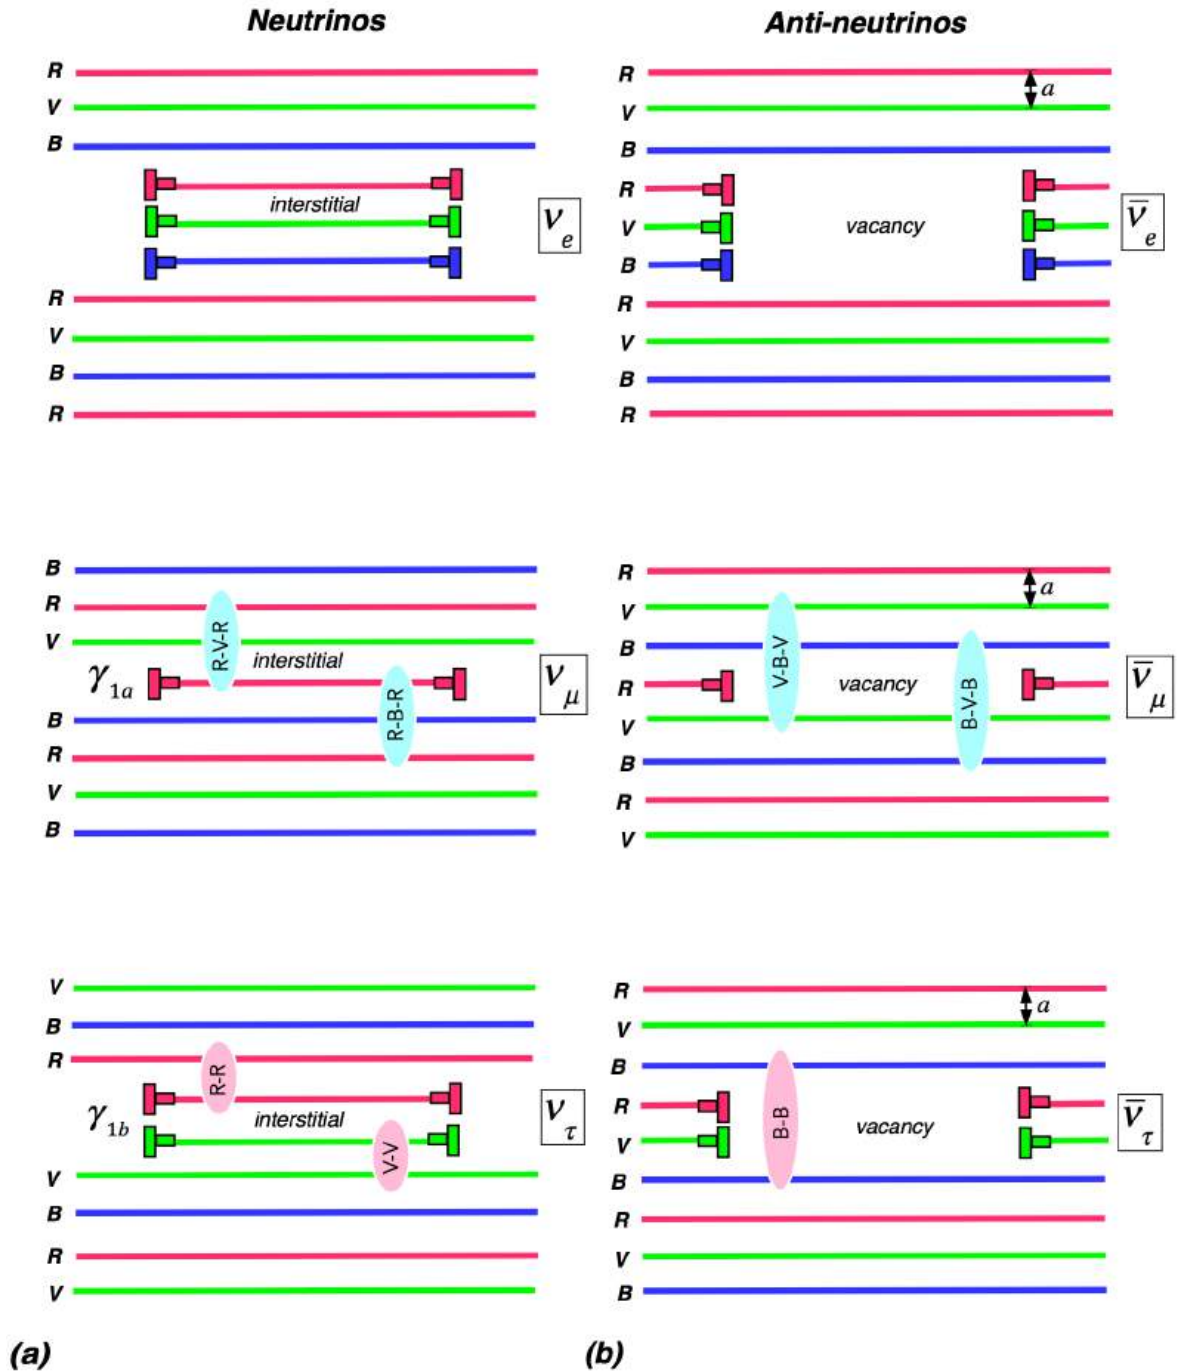 Neutrinos
Anti-neutrinos
R
V
B
interstitial
ν_e
R
V
B
R
R
a
V
B
R
V
vacancy
ν̄_e
B
R
V
B
R
B
R
V
R-V-R
interstitial
γ_1a
ν_μ
B
R-B-R
R
V
B
R
a
V
B
V-B-V
R
vacancy
ν̄_μ
V
B-V-B
B
R
V
V
B
R
R-R
γ_1b
interstitial
ν_τ
V-V
V
B
R
V
R
a
V
B
R
B-B
vacancy
V
ν̄_τ
B
R
V
B
(a)
(b)